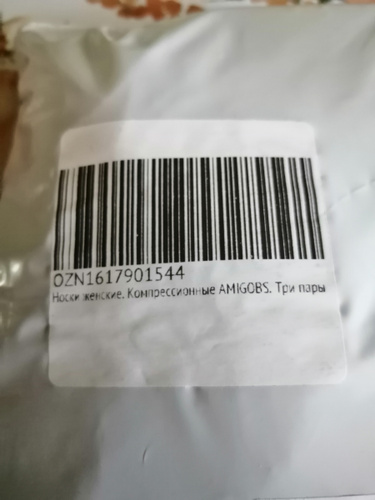 OZN1617901544
Носки женские. Компрессионные AMIGOBS. Три пары